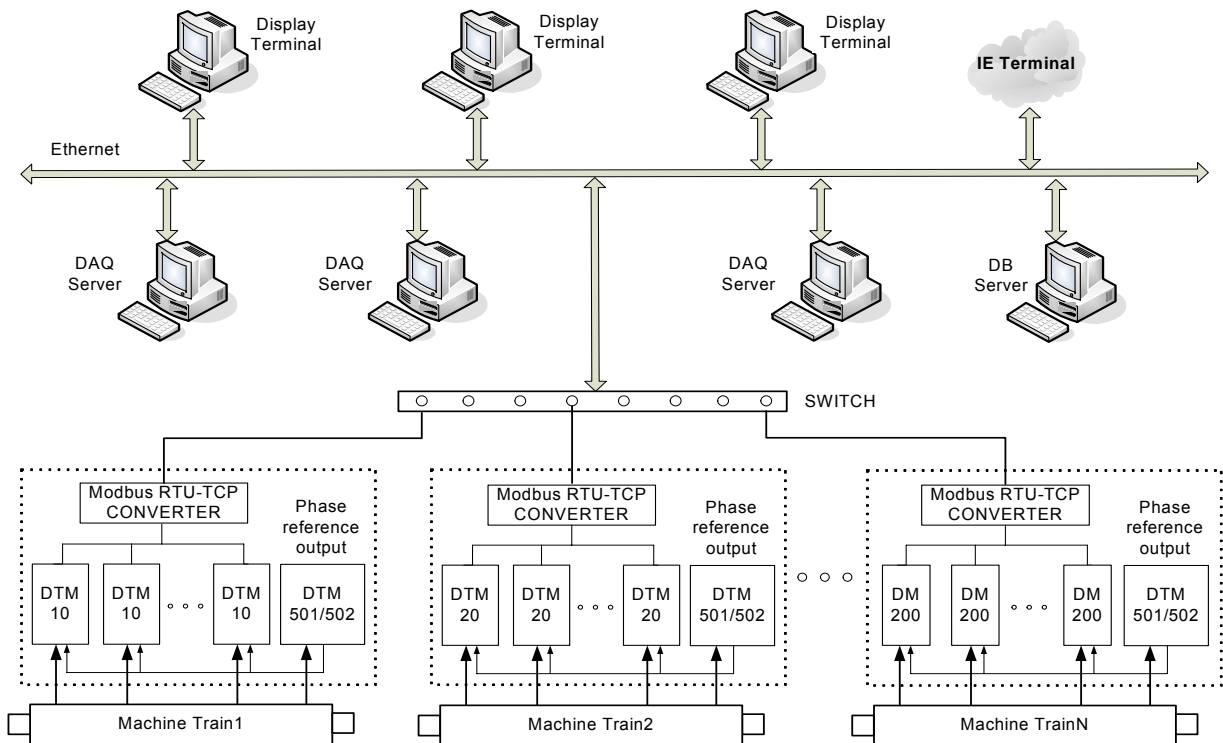 Display
Terminal
Display
Terminal
Display
Terminal
IE Terminal
Ethernet
DAQ
Server
DAQ
Server
DAQ
Server
DB
Server
SWITCH
Modbus RTU-TCP
CONVERTER
Phase
reference
output
DTM
10
DTM
10
DTM
10
DTM
501/502
Machine Train1
Modbus RTU-TCP
CONVERTER
Phase
reference
output
DTM
20
DTM
20
DTM
20
DTM
501/502
Machine Train2
Modbus RTU-TCP
CONVERTER
Phase
reference
output
DM
200
DM
200
DM
200
DTM
501/502
Machine TrainN